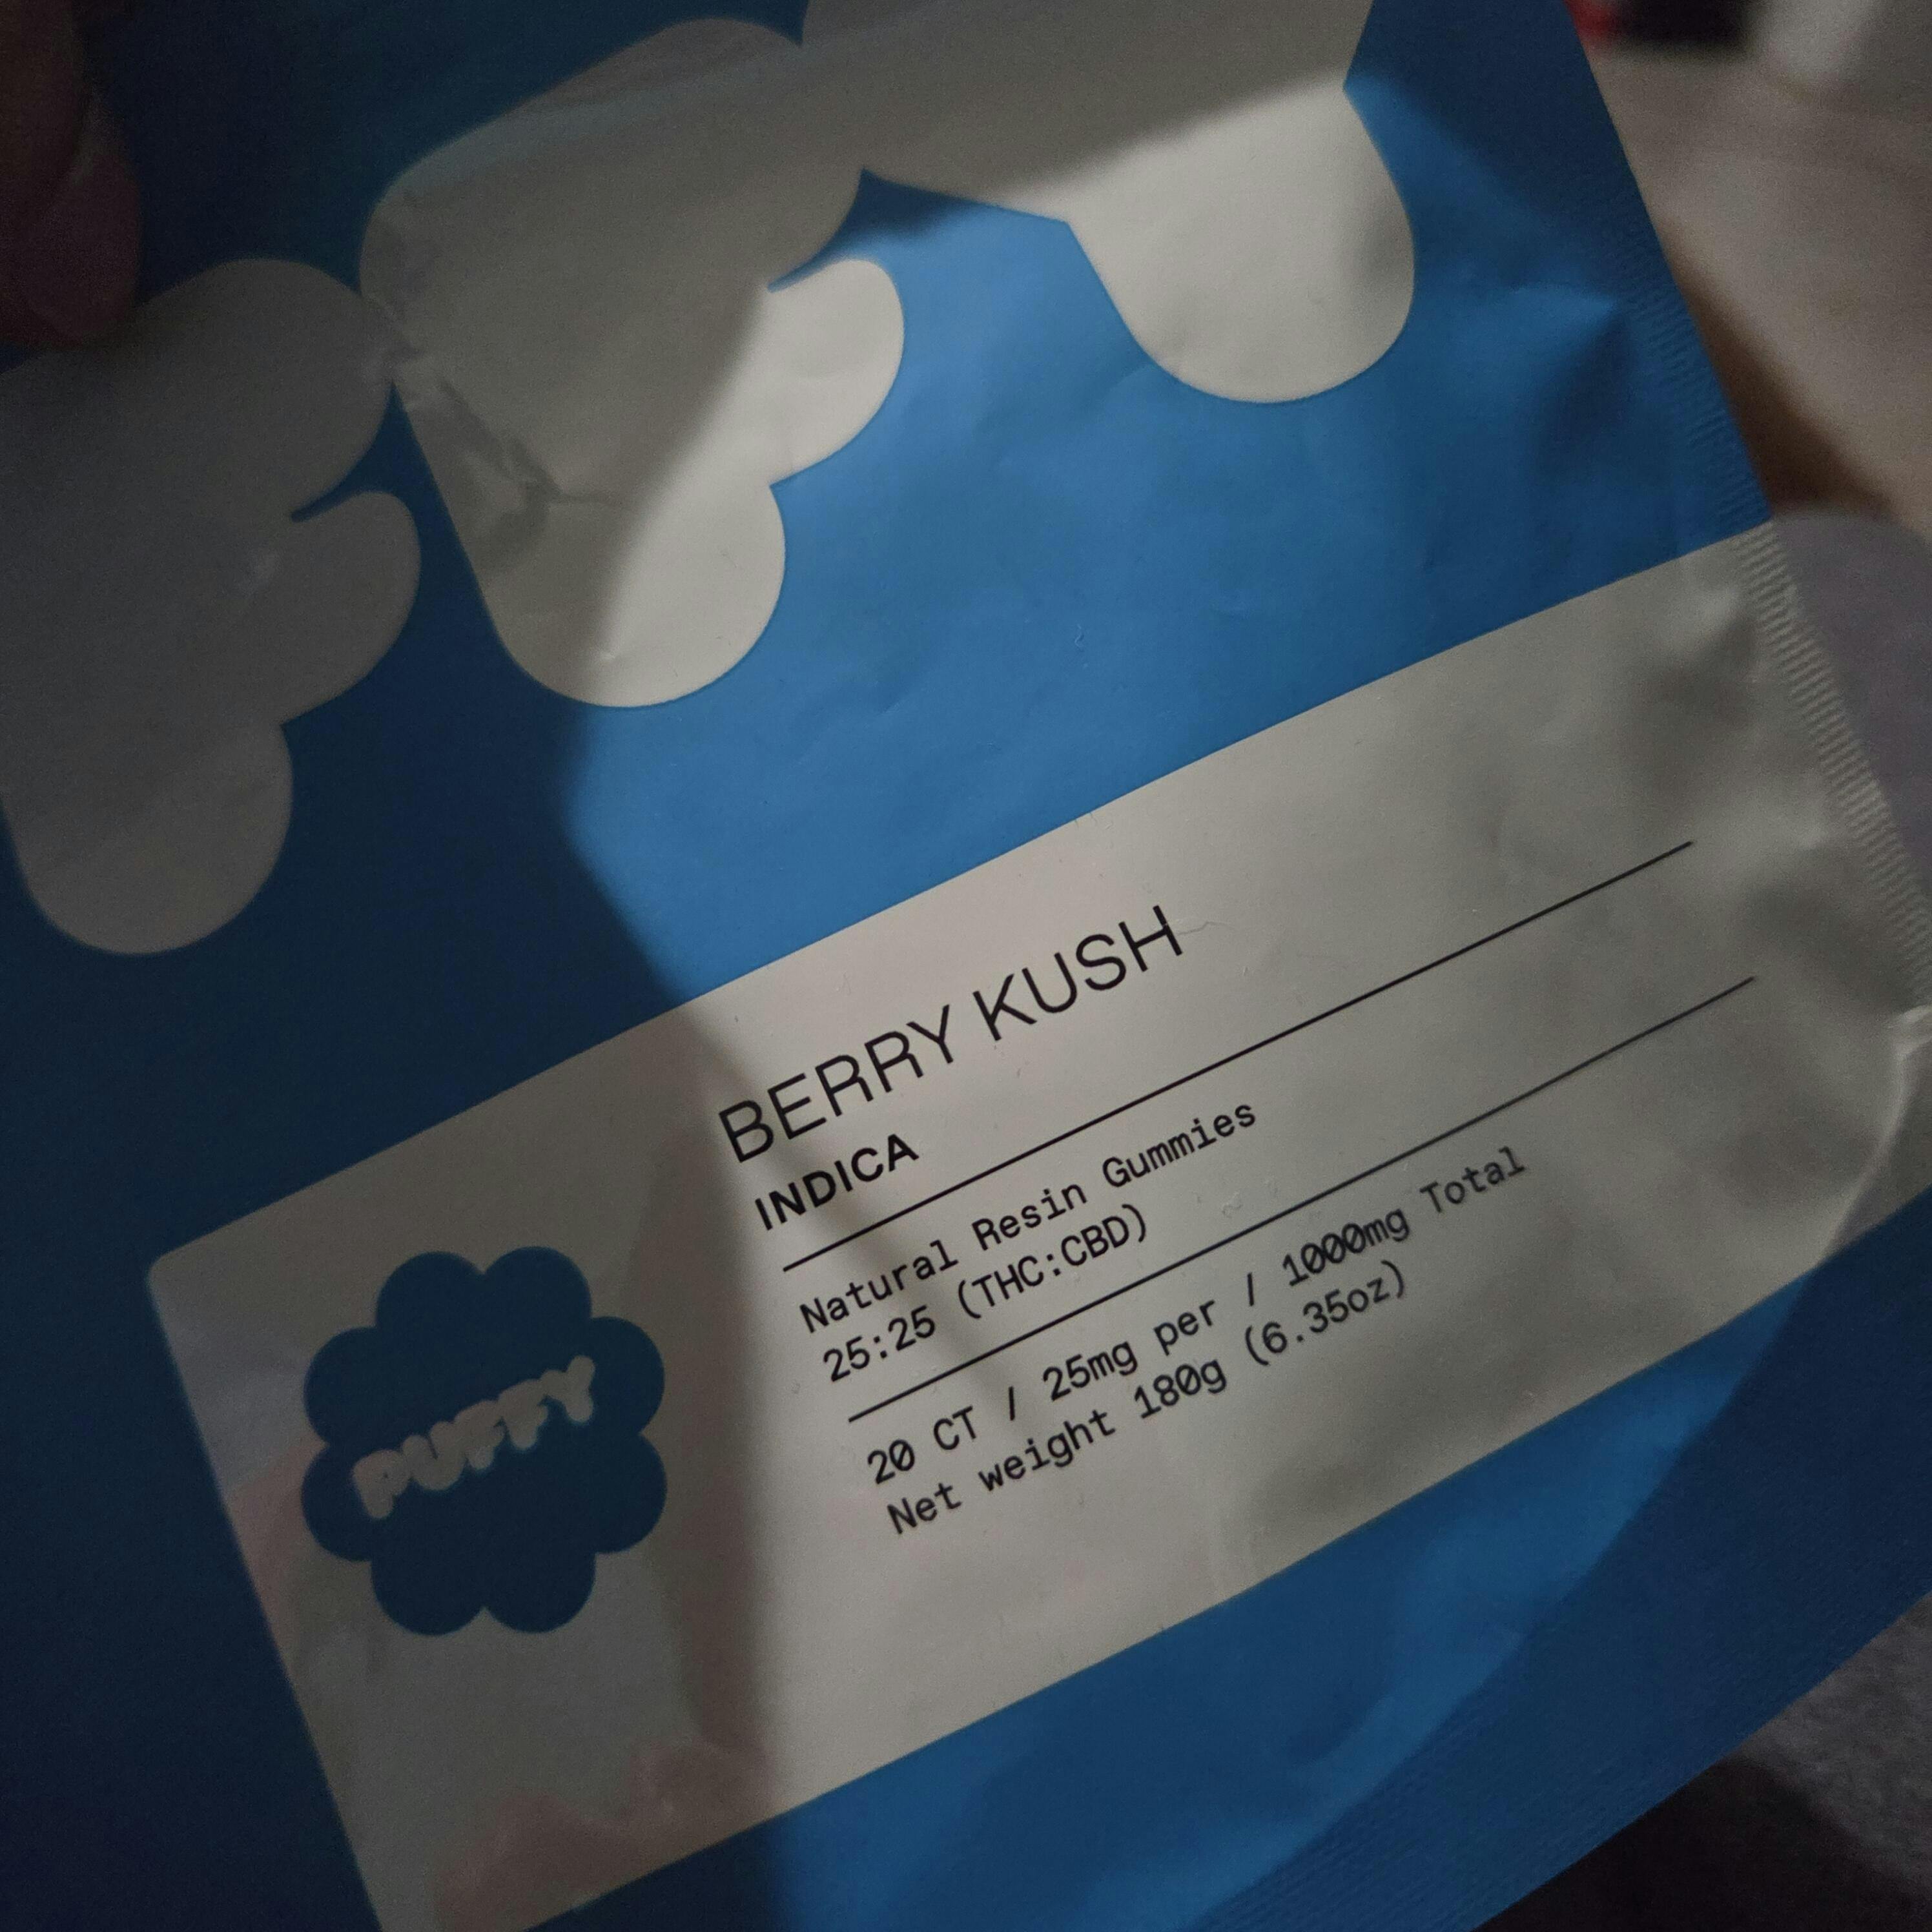 PUFFY
BERRY KUSH
INDICA
Natural Resin Gummies
25:25 (THC:CBD)
20 CT / 25mg per / 1000mg Total
Net weight 180g (6.35oz)